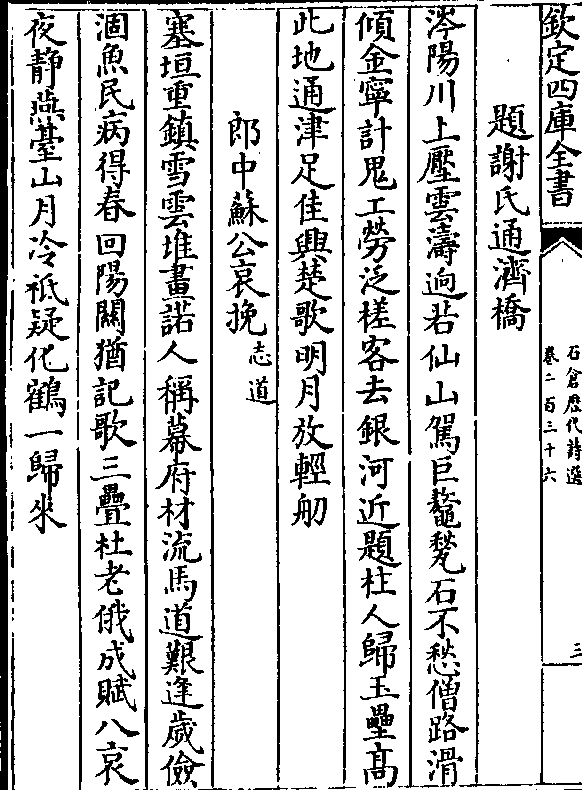 欽定四庫全書
石倉歷代詩選
卷二百三十六
三
題謝氏通濟橋
涔陽川上壓雲濤逈若仙山駕巨鼇甃石不愁僧路滑
傾金寧計鬼工勞泛槎客去銀河近題柱人歸玉壘高
此地通津足佳興楚歌明月放輕舠
郎中蘇公哀挽志道
塞垣重鎮雪雲堆畫諾人稱幕府材流馬道艱逢歲儉
涸魚民病得春回陽關猶記歌三疊杜老俄成賦八哀
夜靜燕臺山月冷祗疑化鶴一歸來